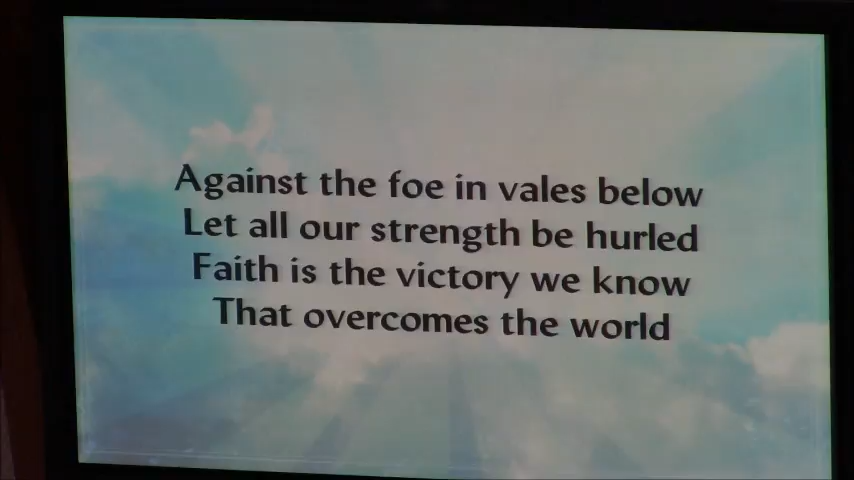 Against the foe in vales below
Let all our strength be hurled
Faith is the victory we know
That overcomes the world